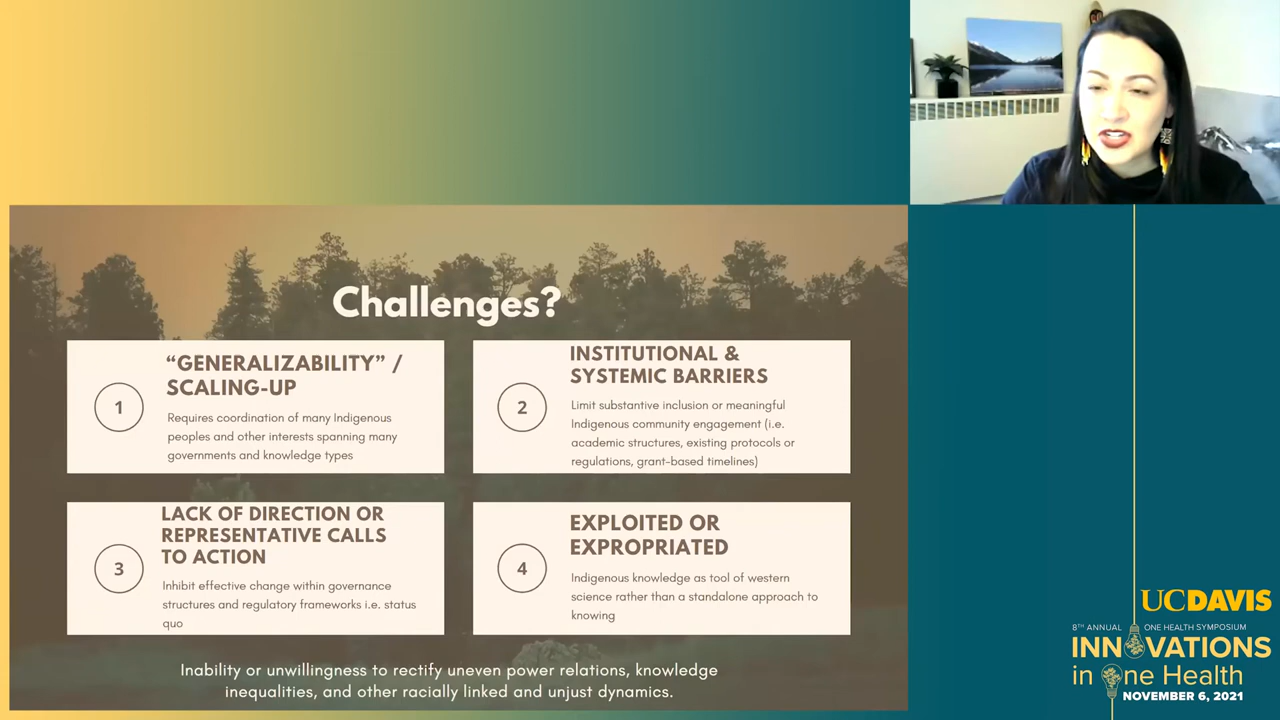 Challenges?
1
“GENERALIZABILITY” /
SCALING-UP
Requires coordination of many Indigenous
peoples and other interests spanning many
governments and knowledge types
2
INSTITUTIONAL &
SYSTEMIC BARRIERS
Limit substantive inclusion or meaningful
Indigenous community engagement (i.e.
academic structures, existing protocols or
regulations, grant-based timelines)
3
LACK OF DIRECTION OR
REPRESENTATIVE CALLS
TO ACTION
Inhibit effective change within governance
structures and regulatory frameworks i.e. status
quo
4
EXPLOITED OR
EXPROPRIATED
Indigenous knowledge as tool of western
science rather than a standalone approach to
knowing
Inability or unwillingness to rectify uneven power relations, knowledge
inequalities, and other racially linked and unjust dynamics.
UCDAVIS
8TH ANNUAL ONE HEALTH SYMPOSIUM
INNOVATIONS
in One Health
NOVEMBER 6, 2021